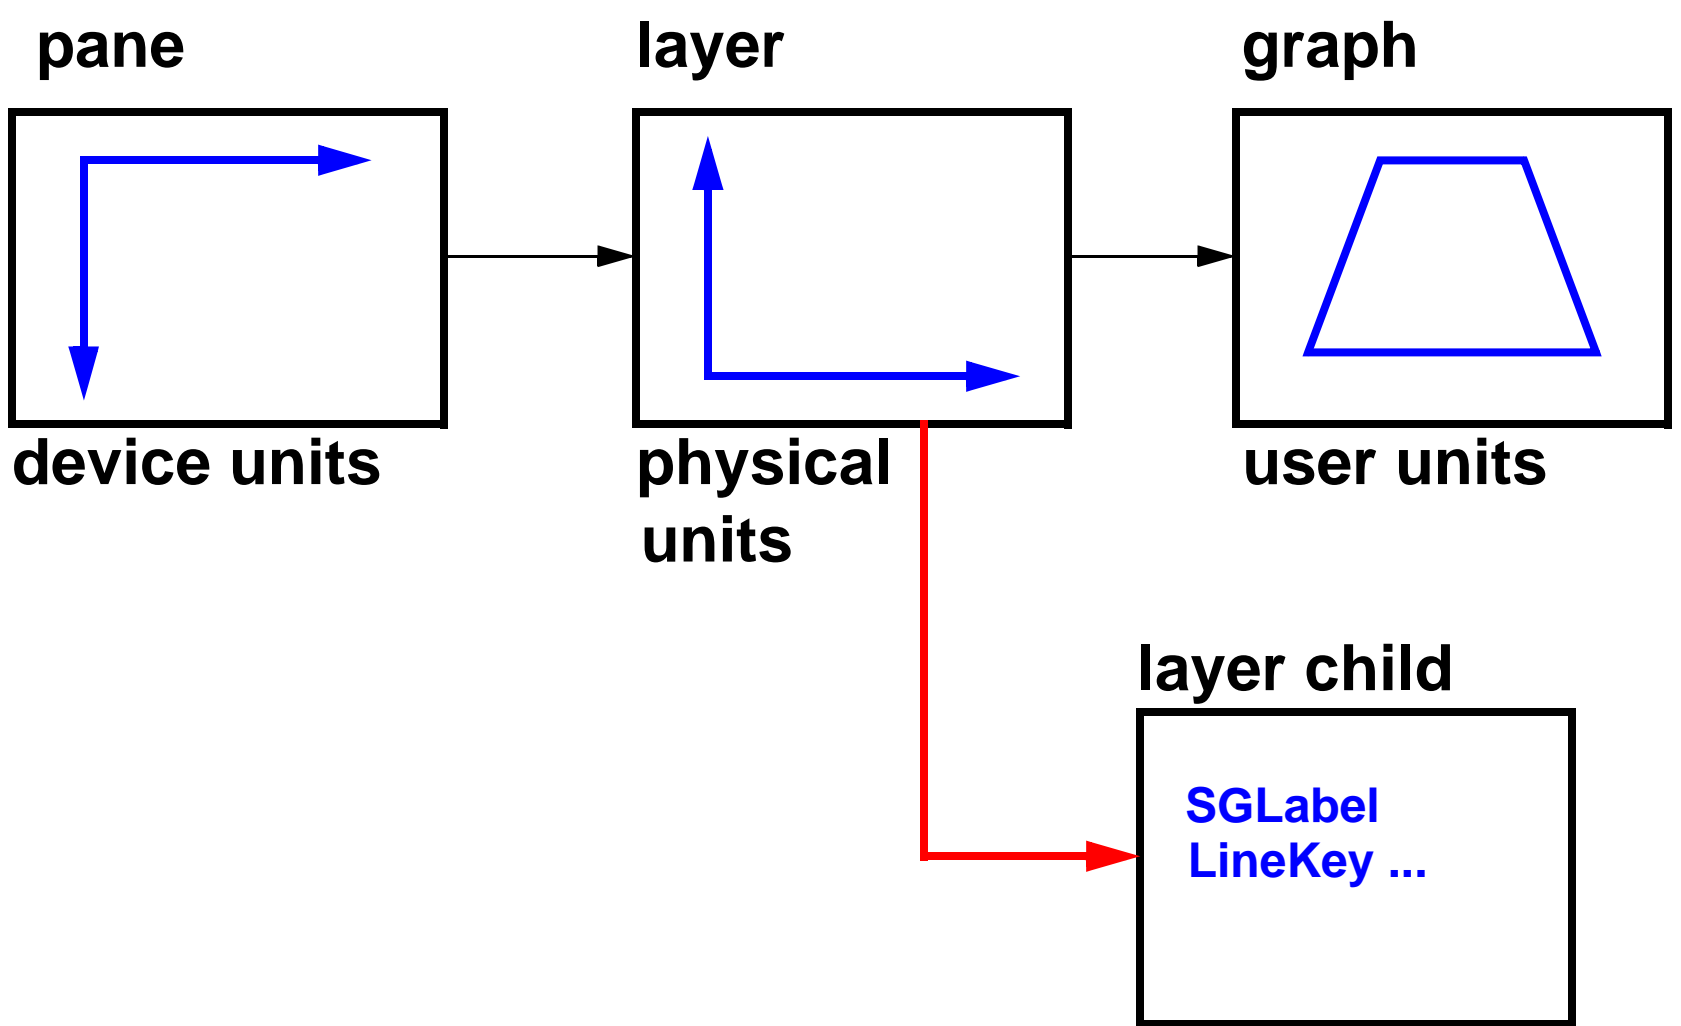 pane
layer
graph
device units
physical
units
user units
layer child
SGLabel
LineKey ...